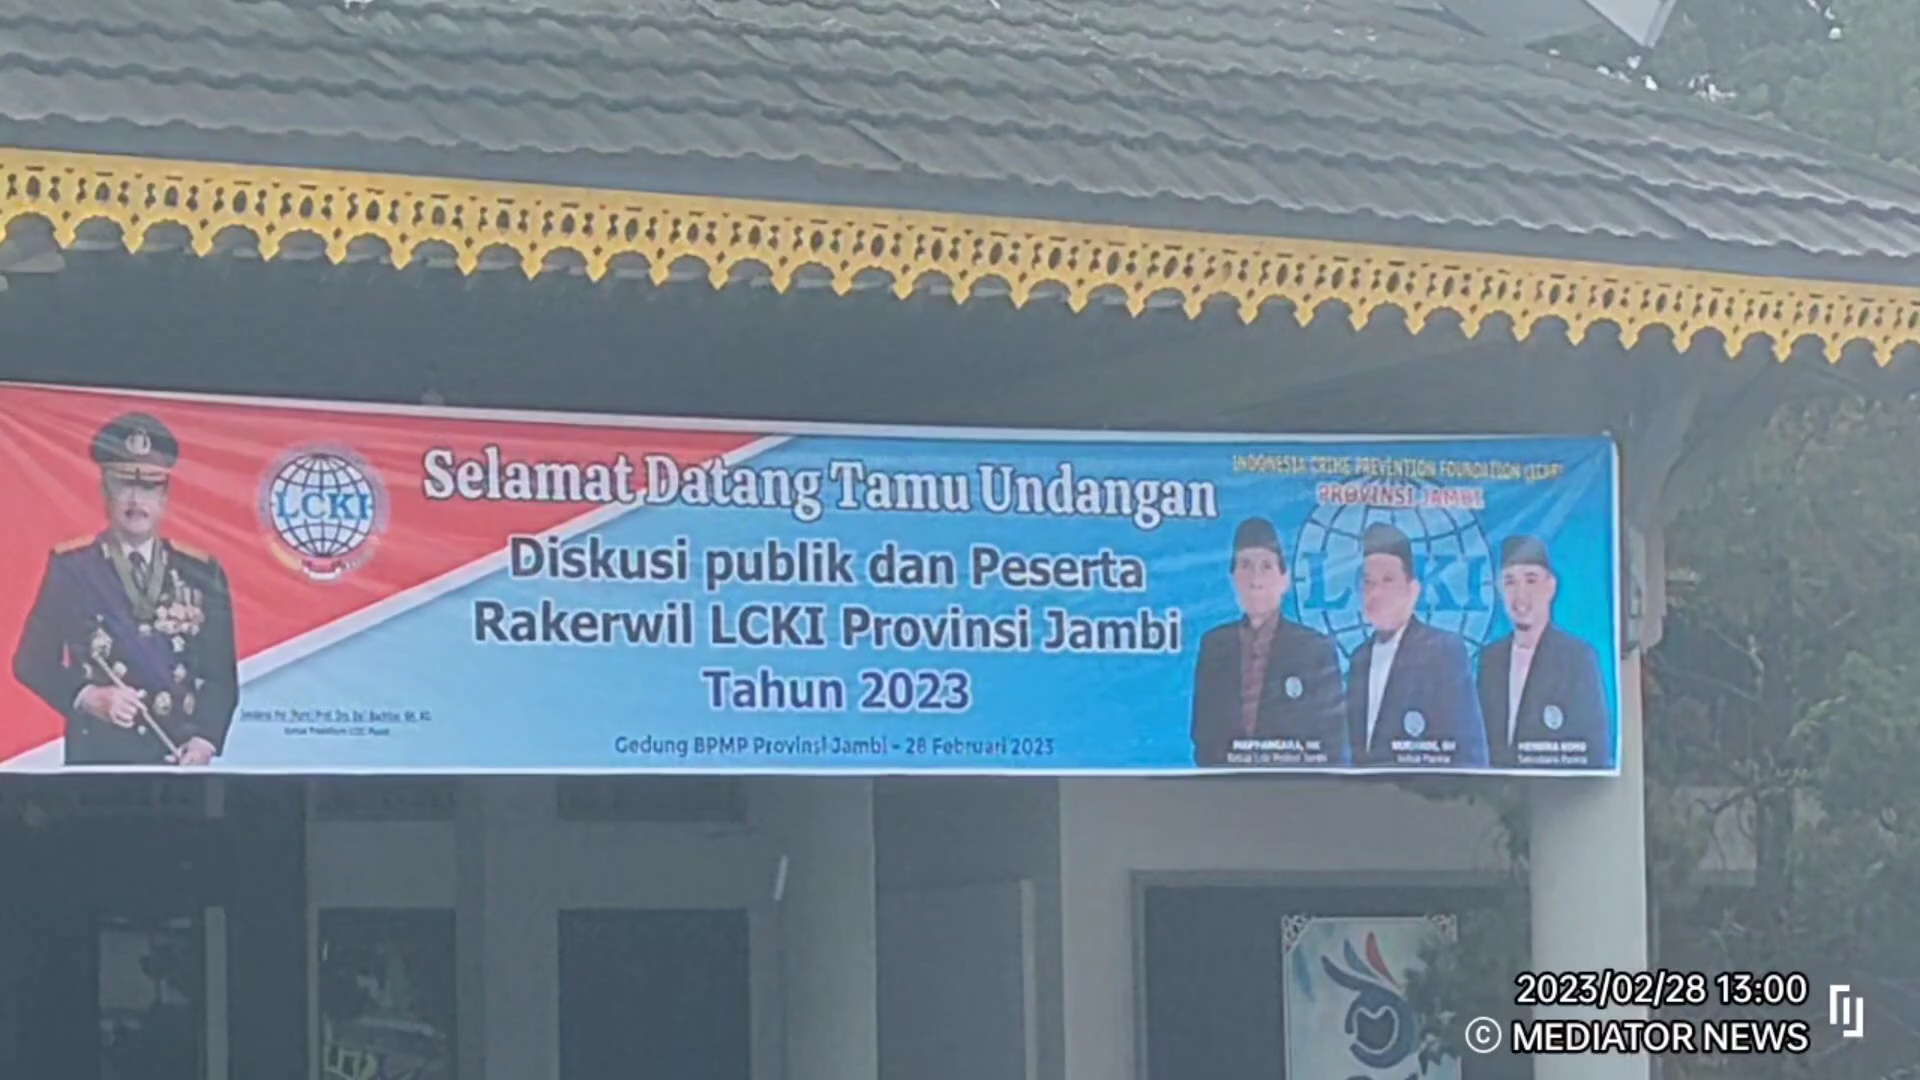 LCKI
Selamat Datang Tamu Undangan
Diskusi publik dan Peserta
Rakerwil LCKI Provinsi Jambi
Tahun 2023
Gedung BPMP Provinsi Jambi - 28 Februari 2023
INDONESIA CRIME PREVENTION FOUNDATION (ICPF)
PROVINSI JAMBI
LCKI
2023/02/28 13:00
© MEDIATOR NEWS